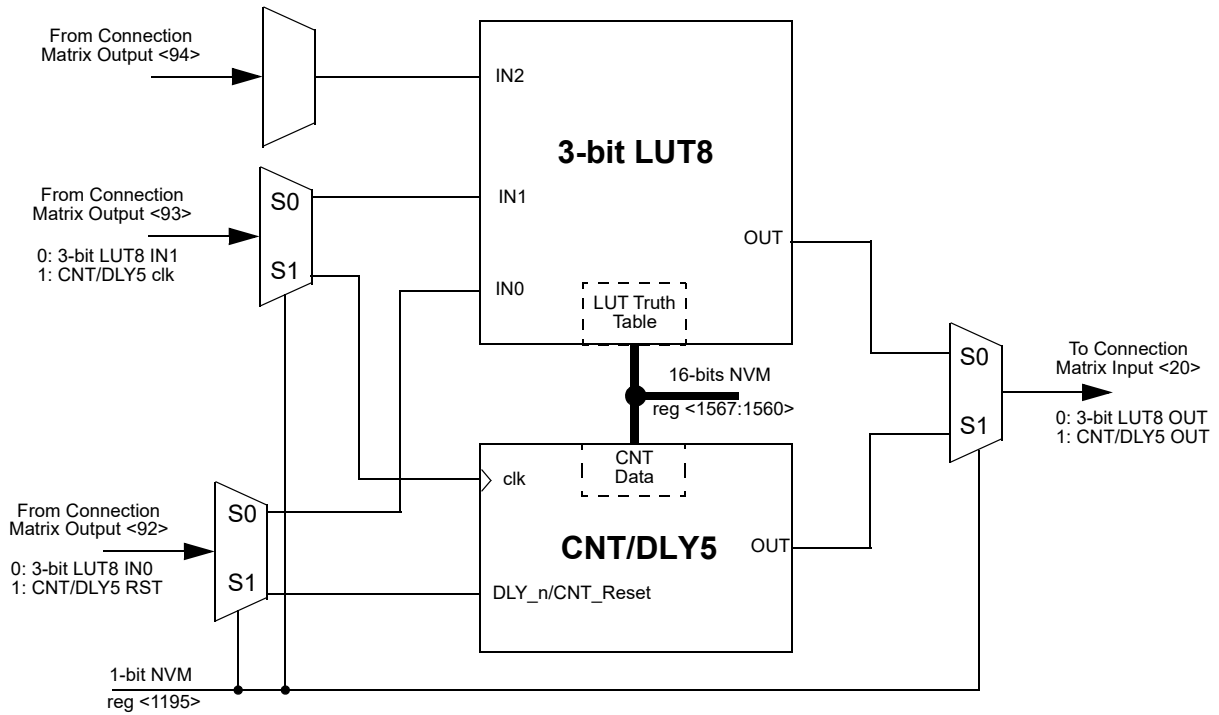 From Connection
Matrix Output <94>
IN2
3-bit LUT8
From Connection
Matrix Output <93>
0: 3-bit LUT8 IN1
1: CNT/DLY5 clk
S0
S1
IN1
IN0
OUT
LUT Truth
Table
16-bits NVM
reg <1567:1560>
S0
S1
To Connection
Matrix Input <20>
0: 3-bit LUT8 OUT
1: CNT/DLY5 OUT
From Connection
Matrix Output <92>
0: 3-bit LUT8 IN0
1: CNT/DLY5 RST
S0
S1
clk
CNT
Data
CNT/DLY5
OUT
DLY_n/CNT_Reset
1-bit NVM
reg <1195>